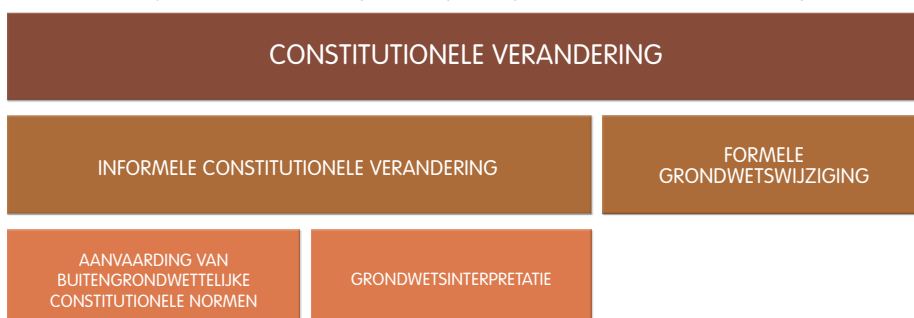 CONSTITUTIONELE VERANDERING
INFORMELE CONSTITUTIONELE VERANDERING
FORMELE
GRONDWETSWIJZIGING
AANVAARDING VAN
BUITENGRONDWETTELIJKE
CONSTITUTIONELE NORMEN
GRONDWETSINTERPRETATIE